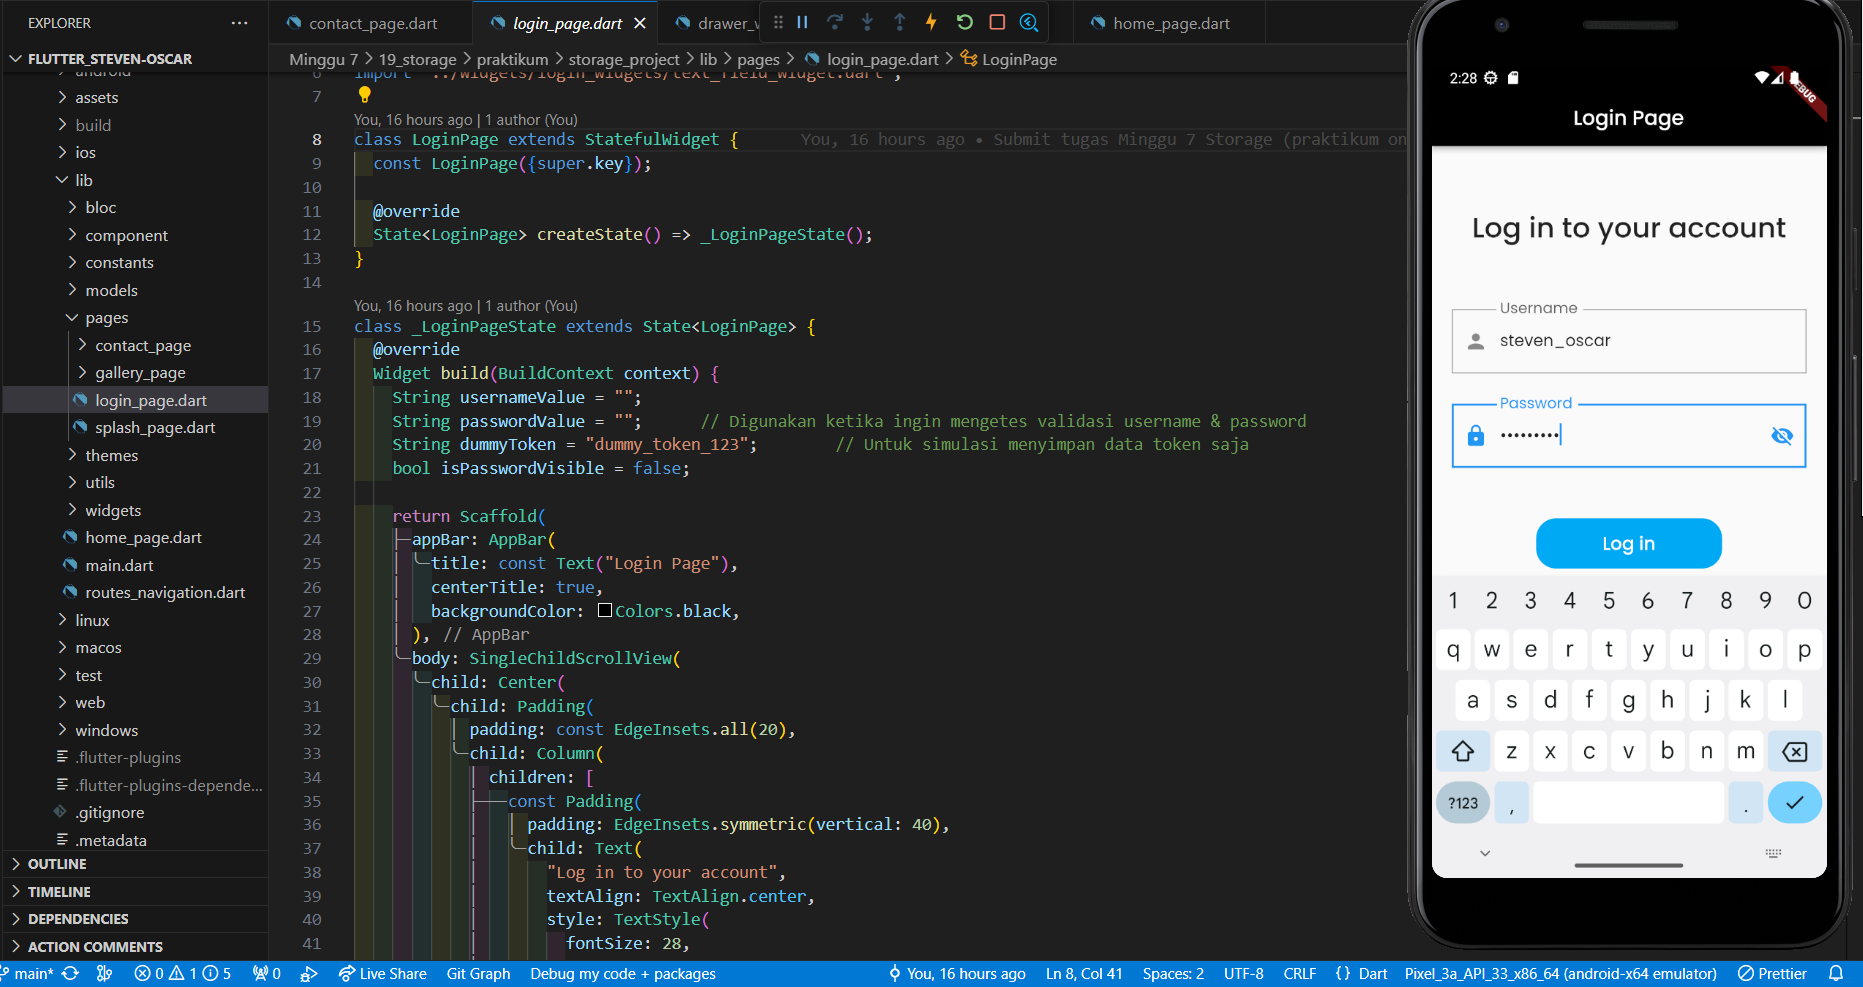 EXPLORER
FLUTTER_STEVEN-OSCAR
android
assets
build
ios
lib
bloc
component
constants
models
pages
contact_page
gallery_page
login_page.dart
splash_page.dart
themes
utils
widgets
home_page.dart
main.dart
routes_navigation.dart
linux
macos
test
web
windows
.flutter-plugins
.flutter-plugins-depende...
.gitignore
.metadata
OUTLINE
TIMELINE
DEPENDENCIES
ACTION COMMENTS
contact_page.dart
login_page.dart
drawer_w
home_page.dart
Minggu 7 > 19_storage > praktikum > storage_project > lib > pages > login_page.dart > LoginPage
6 import '../widgets/login_widgets/text_field_widget.dart';
7
You, 16 hours ago | 1 author (You)
8 class LoginPage extends StatefulWidget { You, 16 hours ago • Submit tugas Minggu 7 Storage (praktikum on
9 const LoginPage({super.key});
10
11 @override
12 State<LoginPage> createState() => _LoginPageState();
13 }
14
You, 16 hours ago | 1 author (You)
15 class _LoginPageState extends State<LoginPage> {
16 @override
17 Widget build(BuildContext context) {
18 String usernameValue = "";
19 String passwordValue = ""; // Digunakan ketika ingin mengetes validasi username & password
20 String dummyToken = "dummy_token_123"; // Untuk simulasi menyimpan data token saja
21 bool isPasswordVisible = false;
22
23 return Scaffold(
24 appBar: AppBar(
25 title: const Text("Login Page"),
26 centerTitle: true,
27 backgroundColor: Colors.black,
28 ), // AppBar
29 body: SingleChildScrollView(
30 child: Center(
31 child: Padding(
32 padding: const EdgeInsets.all(20),
33 child: Column(
34 children: [
35 const Padding(
36 padding: EdgeInsets.symmetric(vertical: 40),
37 child: Text(
38 "Log in to your account",
39 textAlign: TextAlign.center,
40 style: TextStyle(
41 fontSize: 28,
2:28
Login Page
Log in to your account
Username
steven_oscar
Password
•••••••••
Log in
1 2 3 4 5 6 7 8 9 0
q w e r t y u i o p
a s d f g h j k l
z x c v b n m
?123 , .
main* 0 1 5 0 Live Share Git Graph Debug my code + packages You, 16 hours ago Ln 8, Col 41 Spaces: 2 UTF-8 CRLF {} Dart Pixel_3a_API_33_x86_64 (android-x64 emulator) Prettier